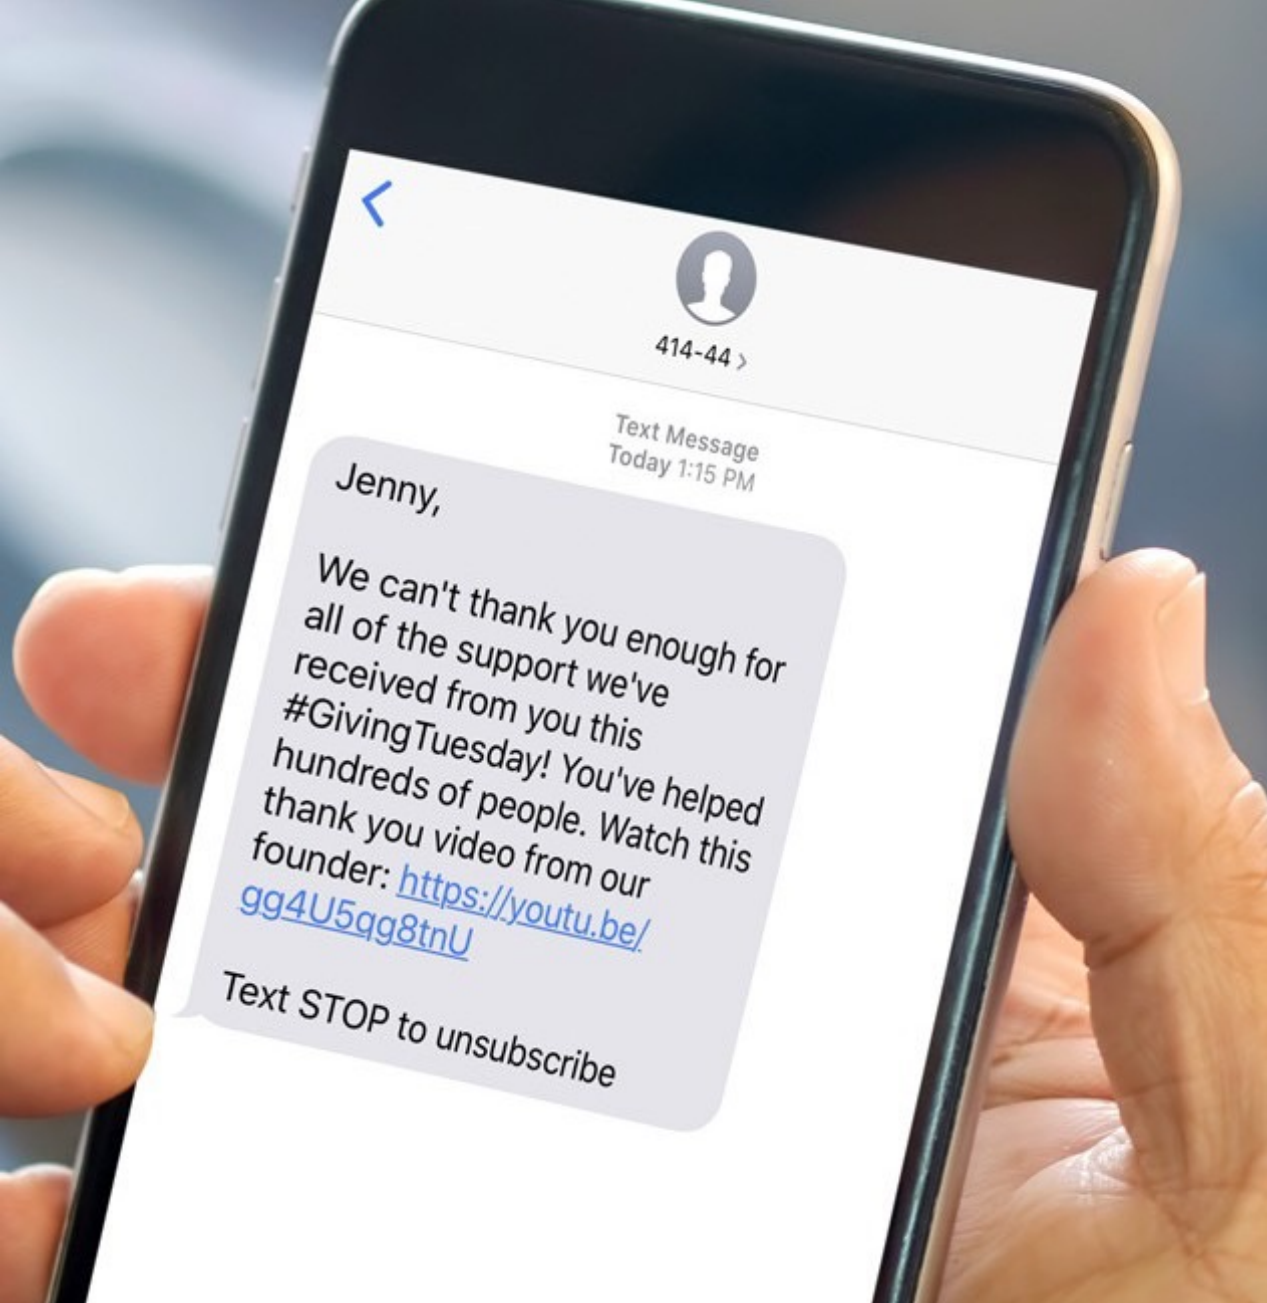 414-44 >
Text Message
Today 1:15 PM
Jenny,
We can't thank you enough for
all of the support we've
received from you this
#GivingTuesday! You've helped
hundreds of people. Watch this
thank you video from our
founder: https://youtu.be/
gg4U5qg8tnU
Text STOP to unsubscribe